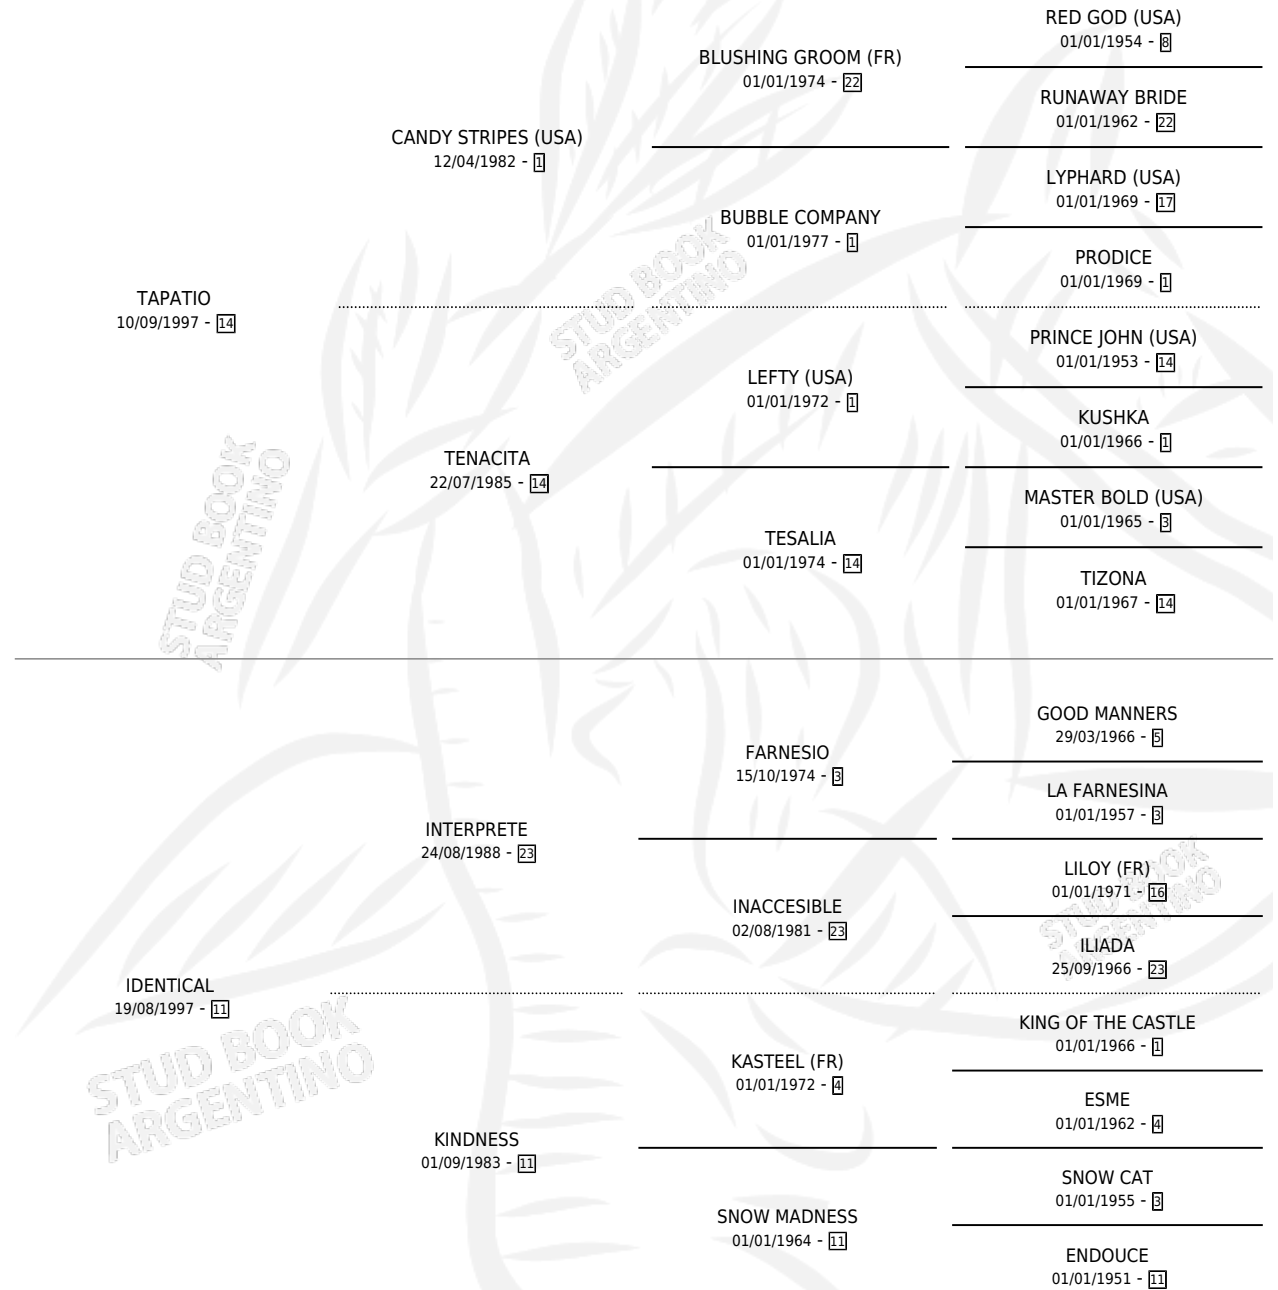 RED GOD (USA)
01/01/1954 - 8
BLUSHING GROOM (FR)
01/01/1974 - 22
RUNAWAY BRIDE
01/01/1962 - 22
CANDY STRIPES (USA)
12/04/1982 - 1
LYPHARD (USA)
01/01/1969 - 17
BUBBLE COMPANY
01/01/1977 - 1
PRODICE
01/01/1969 - 1
TAPATIO
10/09/1997 - 14
STUD BOOK
ARGENTINO
PRINCE JOHN (USA)
01/01/1953 - 14
LEFTY (USA)
01/01/1972 - 1
KUSHKA
01/01/1966 - 1
TENACITA
22/07/1985 - 14
MASTER BOLD (USA)
01/01/1965 - 3
TESALIA
01/01/1974 - 14
TIZONA
01/01/1967 - 14
STUD BOOK
ARGENTINO
GOOD MANNERS
29/03/1966 - 5
FARNESIO
15/10/1974 - 3
LA FARNESINA
01/01/1957 - 3
INTERPRETE
24/08/1988 - 23
LILOY (FR)
01/01/1971 - 16
INACCESIBLE
02/08/1981 - 23
STUD BOOK
ARGENTINO
ILIADA
25/09/1966 - 23
IDENTICAL
19/08/1997 - 11
KING OF THE CASTLE
01/01/1966 - 1
STUD BOOK
ARGENTINO
KASTEEL (FR)
01/01/1972 - 4
ESME
01/01/1962 - 4
KINDNESS
01/09/1983 - 11
SNOW CAT
01/01/1955 - 3
SNOW MADNESS
01/01/1964 - 11
ENDOUCE
01/01/1951 - 11